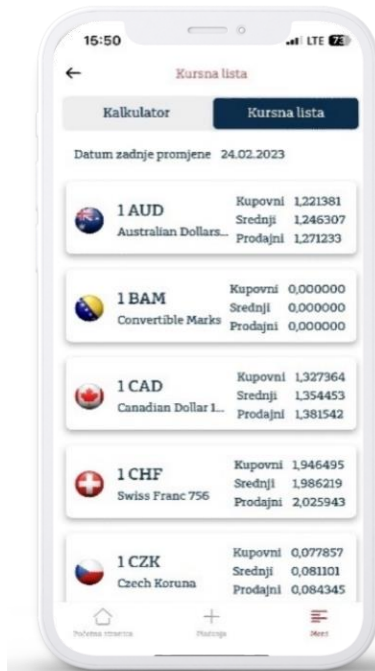 15:50 LTE 73
Kursna lista
Kalkulator Kursna lista
Datum zadnje promjene 24.02.2023
1 AUD
Australian Dollars...
Kupovni 1,221381
Srednji 1,246307
Prodajni 1,271233
1 BAM
Convertible Marks
Kupovni 0,000000
Srednji 0,000000
Prodajni 0,000000
1 CAD
Canadian Dollar 1...
Kupovni 1,327364
Srednji 1,354453
Prodajni 1,381542
1 CHF
Swiss Franc 756
Kupovni 1,946495
Srednji 1,986219
Prodajni 2,025943
1 CZK
Czech Koruna
Kupovni 0,077857
Srednji 0,081101
Prodajni 0,084345
Početna stranica Plaćanja Meni